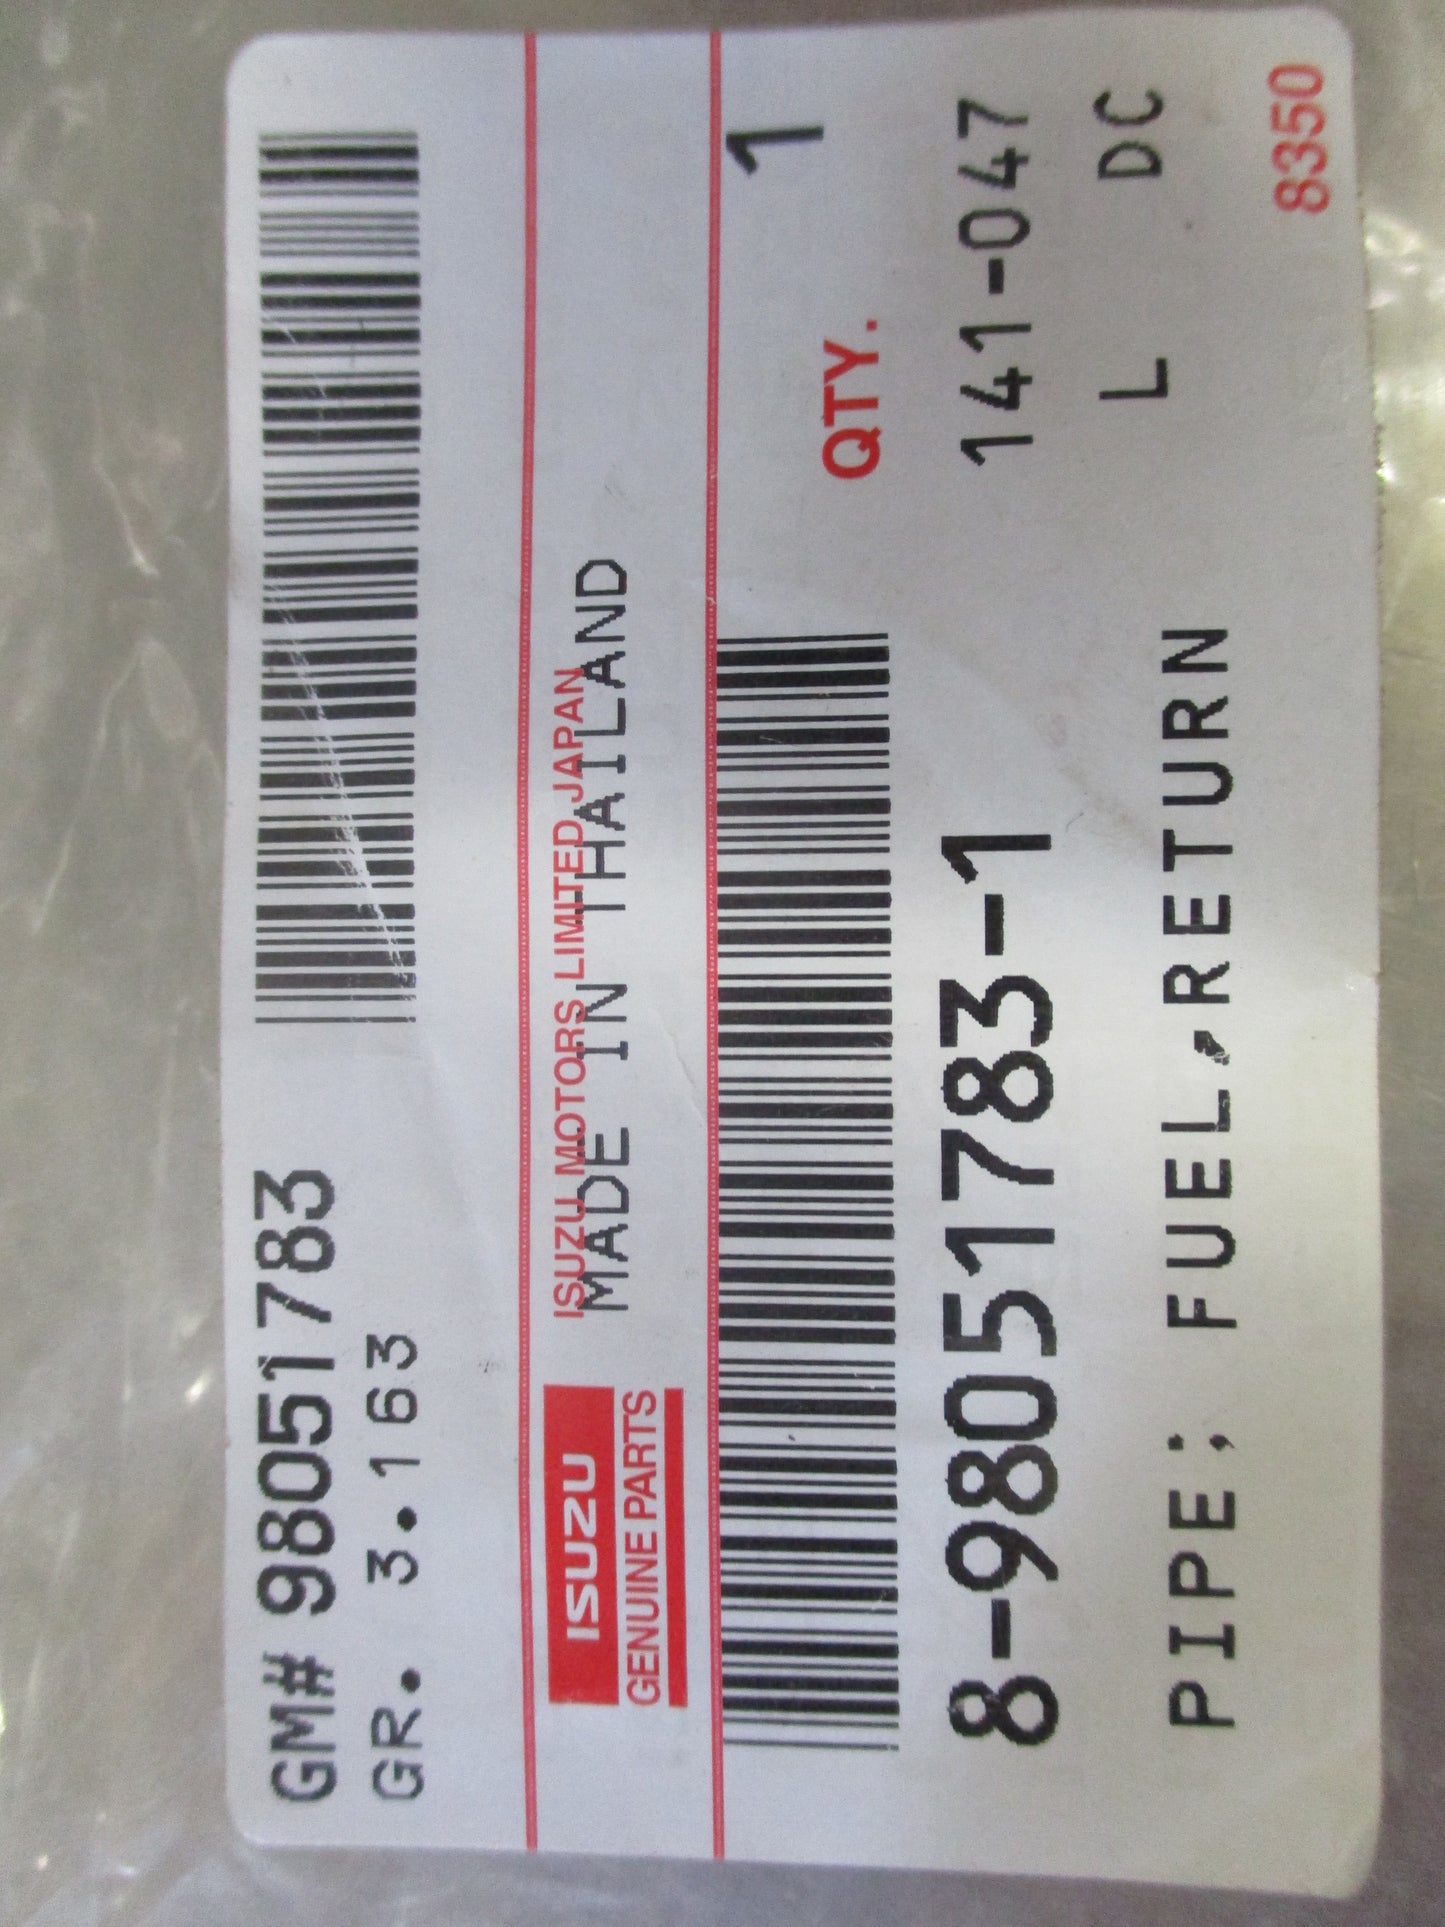 GM# 98051783
GR. 3.163
ISUZU
GENUINE PARTS
ISUZU MOTORS LIMITED JAPAN
MADE IN THAILAND
1
QTY.
8-98051783-1
141-047
PIPE; FUEL,RETURN
L DC
8350